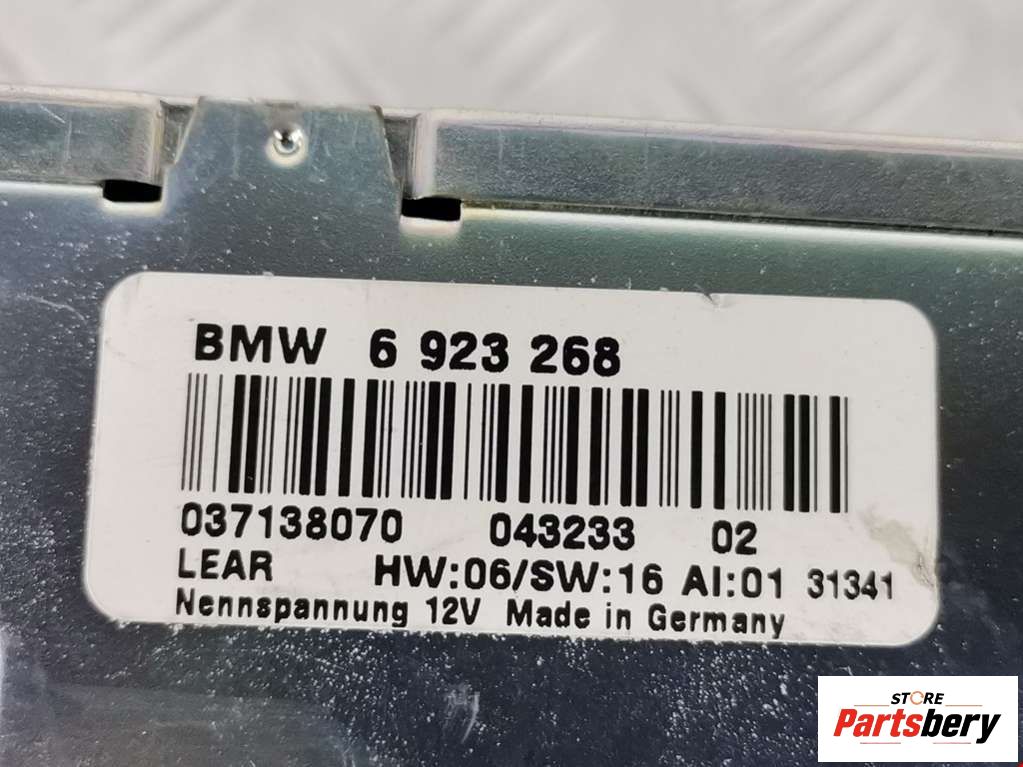 BMW 6 923 268
037138070 043233 02
LEAR HW:06/SW:16 AI:01 31341
Nennspannung 12V Made in Germany
STORE
Partsbery